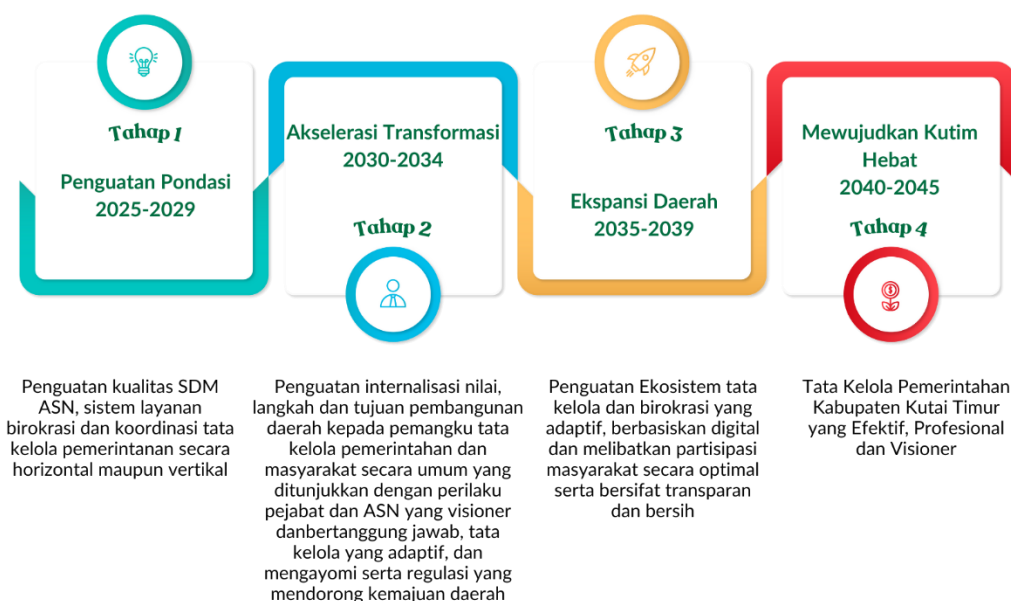 Tahap 1
Penguatan Pondasi
2025-2029
Penguatan kualitas SDM
ASN, sistem layanan
birokrasi dan koordinasi tata
kelola pemerintanan secara
horizontal maupun vertikal
Akselerasi Transformasi
2030-2034
Tahap 2
Penguatan internalisasi nilai,
langkah dan tujuan pembangunan
daerah kepada pemangku tata
kelola pemerintahan dan
masyarakat secara umum yang
ditunjukkan dengan perilaku
pejabat dan ASN yang visioner
danbertanggung jawab, tata
kelola yang adaptif, dan
mengayomi serta regulasi yang
mendorong kemajuan daerah
Tahap 3
Ekspansi Daerah
2035-2039
Penguatan Ekosistem tata
kelola dan birokrasi yang
adaptif, berbasiskan digital
dan melibatkan partisipasi
masyarakat secara optimal
serta bersifat transparan
dan bersih
Mewujudkan Kutim
Hebat
2040-2045
Tahap 4
Tata Kelola Pemerintahan
Kabupaten Kutai Timur
yang Efektif, Profesional
dan Visioner